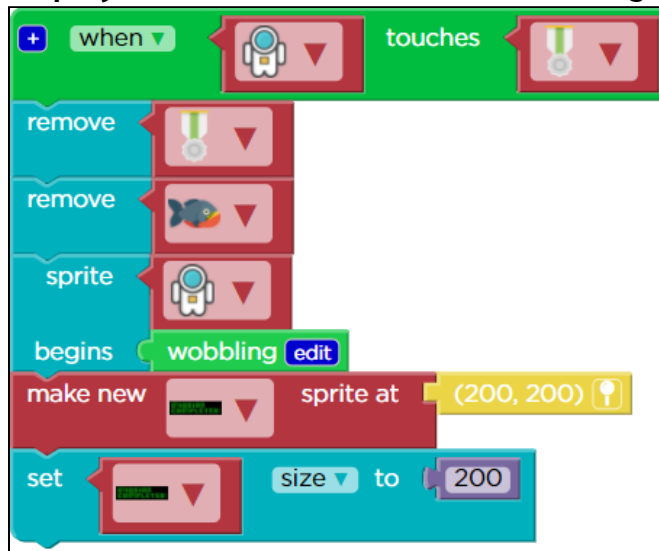 + when ▼ touches
remove
remove
sprite
begins wobbling edit
make new sprite at (200, 200)
set size ▼ to 200